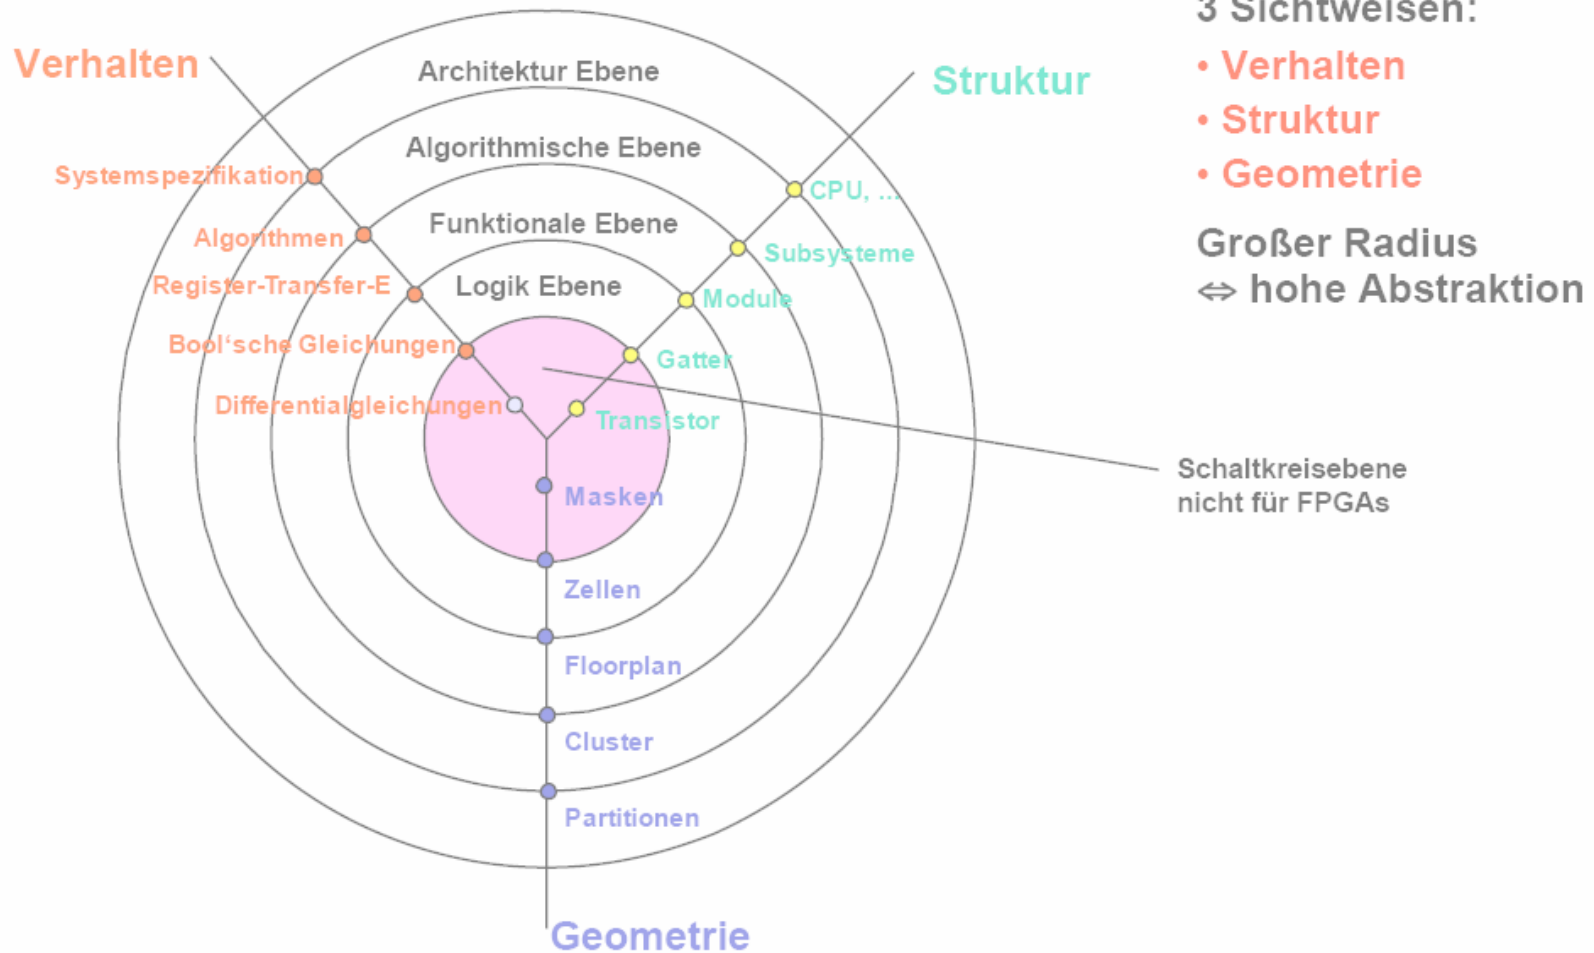 3 Sichtweisen:
Verhalten
Architektur Ebene
Struktur
• Verhalten
• Struktur
Algorithmische Ebene
Systemspezifikation
CPU, ...
• Geometrie
Funktionale Ebene
Algorithmen
Subsysteme
Großer Radius
⇔ hohe Abstraktion
Register-Transfer-E
Logik Ebene
Module
Bool‘sche Gleichungen
Gatter
Differentialgleichungen
Transistor
Schaltkreisebene
nicht für FPGAs
Masken
Zellen
Floorplan
Cluster
Partitionen
Geometrie